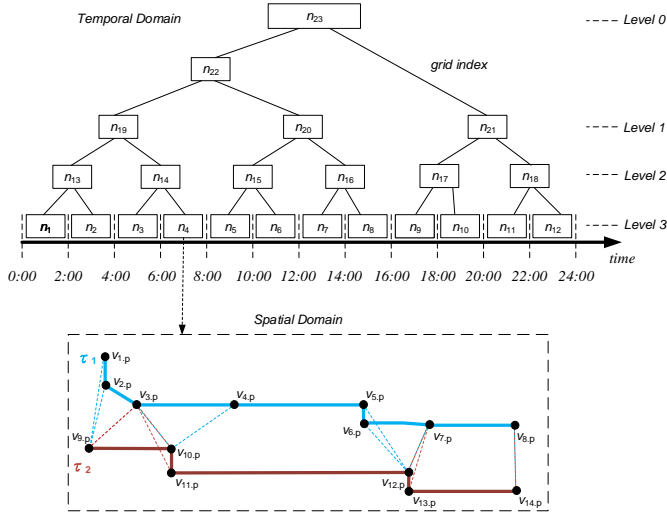 Temporal Domain
n23
Level 0
n22
grid index
n19
n20
n21
Level 1
n13
n14
n15
n16
n17
n18
Level 2
n1
n2
n3
n4
n5
n6
n7
n8
n9
n10
n11
n12
Level 3
time
0:00 2:00 4:00 6:00 8:00 10:00 12:00 14:00 16:00 18:00 20:00 22:00 24:00
Spatial Domain
τ1
v1.p
v2.p
v3.p
v4.p
v5.p
v6.p
v7.p
v8.p
v9.p
v10.p
τ2
v11.p
v12.p
v13.p
v14.p